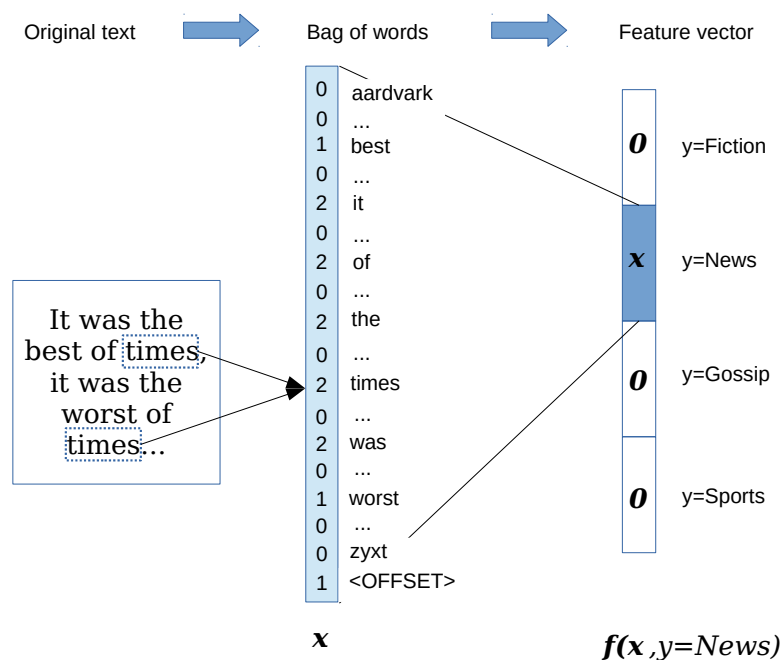 Original text
Bag of words
Feature vector
It was the
best of times,
it was the
worst of
times...
0 aardvark
0 ...
1 best
0 ...
2 it
0 ...
2 of
0 ...
2 the
0 ...
2 times
0 ...
2 was
0 ...
1 worst
0 ...
0 zyxt
1 <OFFSET>
x
0 y=Fiction
x y=News
0 y=Gossip
0 y=Sports
f(x ,y=News)